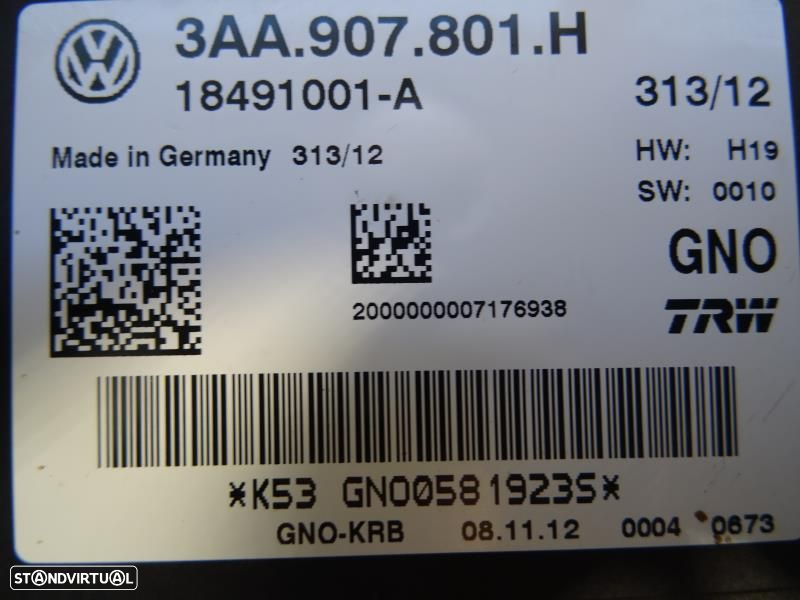 3AA.907.801.H
18491001-A 313/12
Made in Germany 313/12 HW: H19
SW: 0010
GNO
2000000007176938 TRW
*K53 GNO0581923S*
GNO-KRB 08.11.12 0004 0673
STANDVIRTUAL